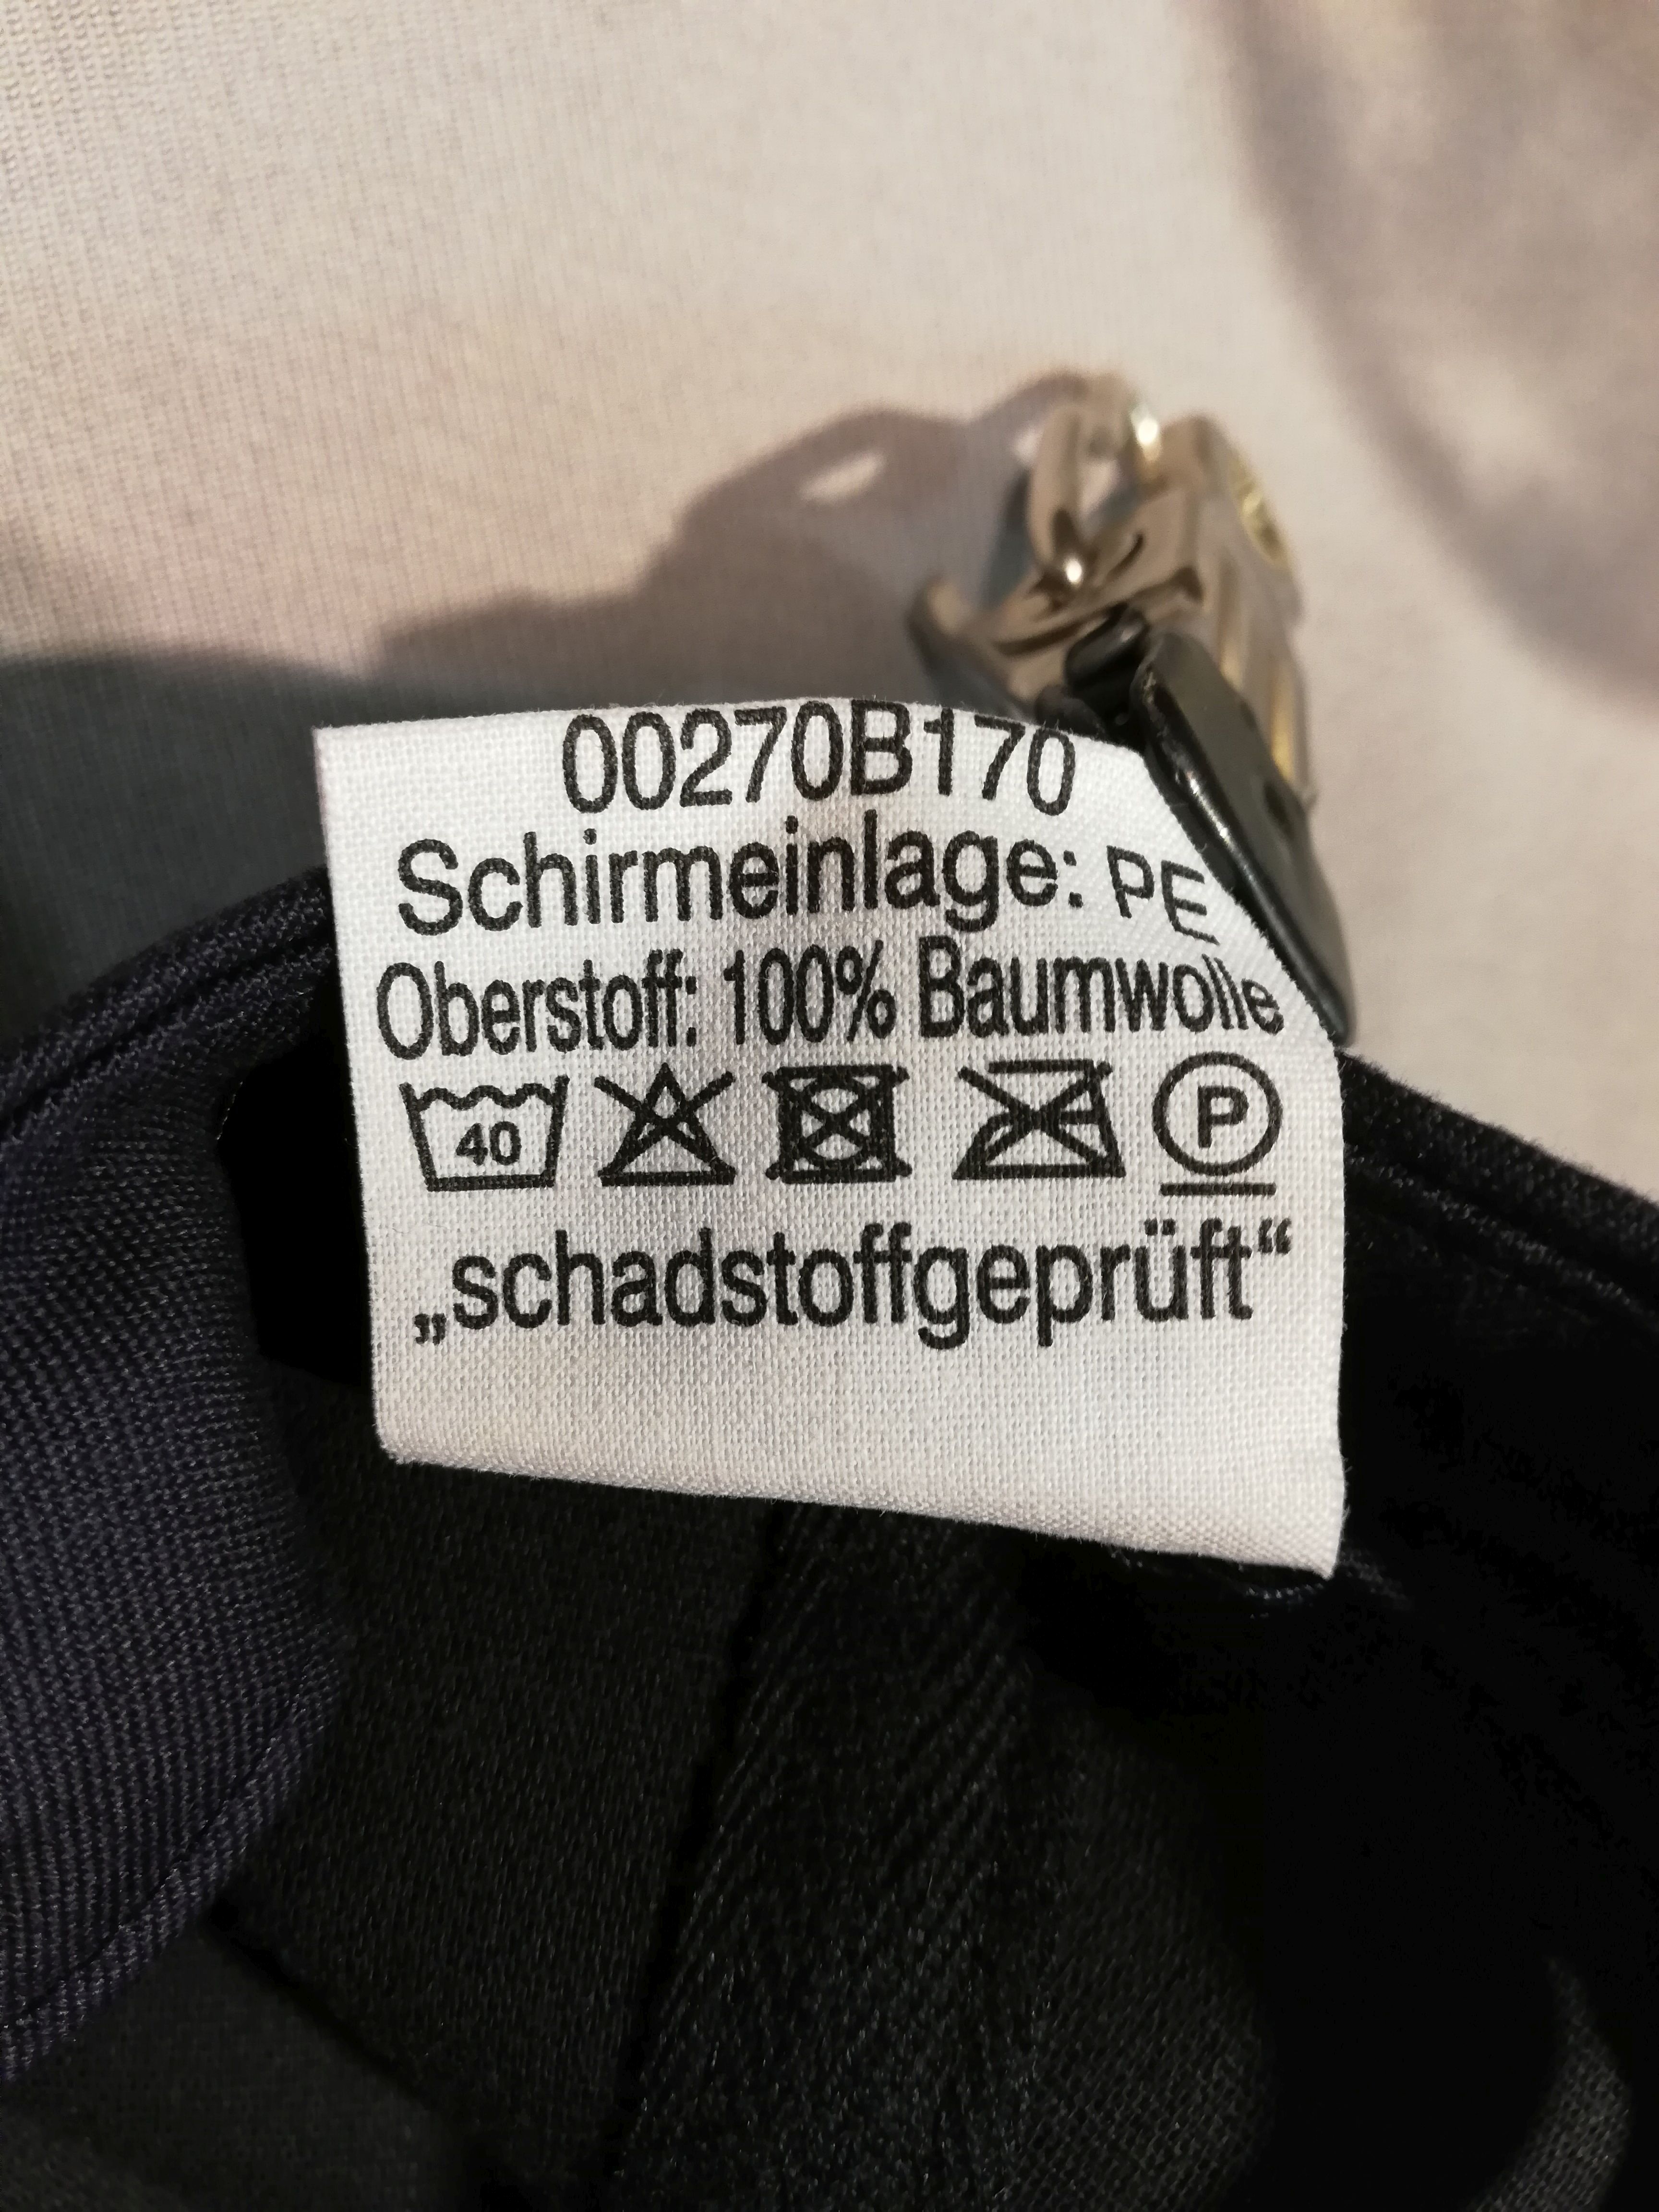 00270B170
Schirmeinlage: PE
Oberstoff: 100% Baumwolle
40 P
„schadstoffgeprüft“